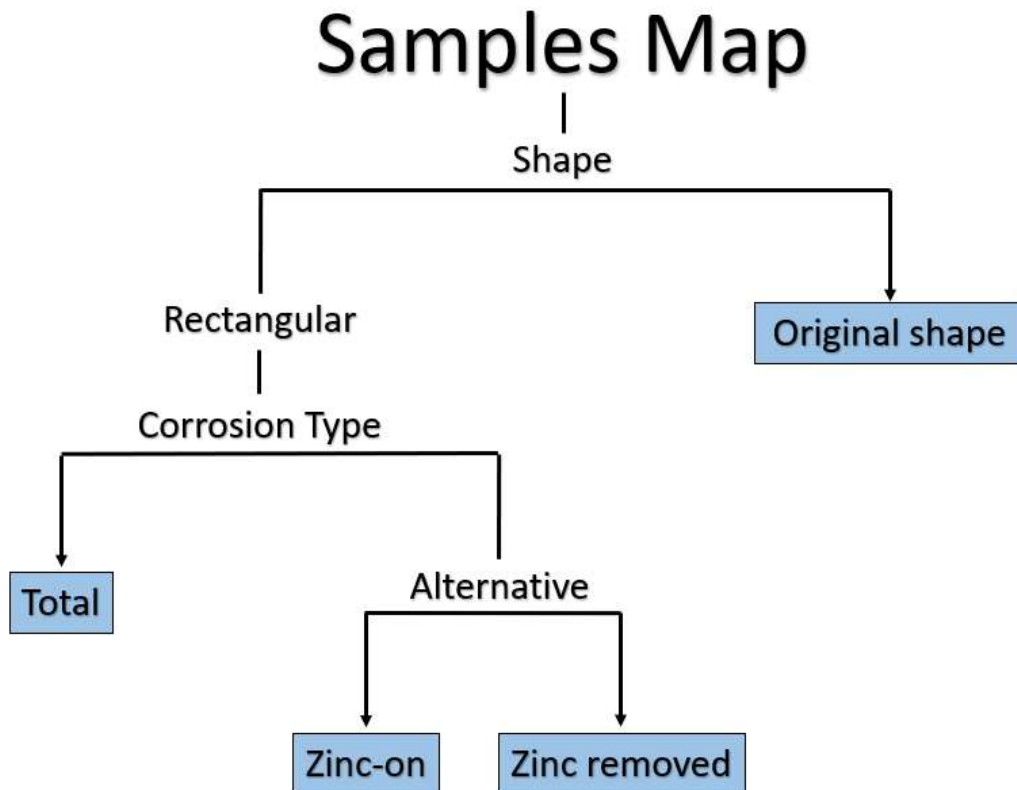 Samples Map
Shape
Rectangular
Original shape
Corrosion Type
Total
Alternative
Zinc-on
Zinc removed